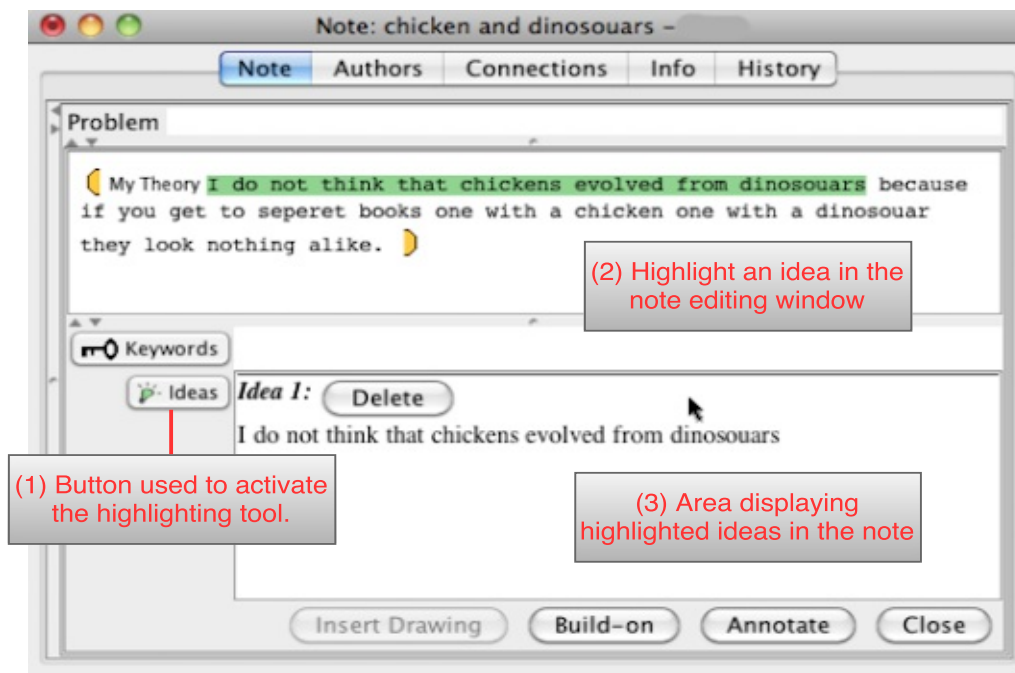 Note: chicken and dinosouars –
Note Authors Connections Info History
Problem
My Theory I do not think that chickens evolved from dinosouars because
if you get to seperet books one with a chicken one with a dinosouar
they look nothing alike.
(2) Highlight an idea in the
note editing window
Keywords
Ideas
Idea 1: Delete
I do not think that chickens evolved from dinosouars
(1) Button used to activate
the highlighting tool.
(3) Area displaying
highlighted ideas in the note
Insert Drawing Build-on Annotate Close